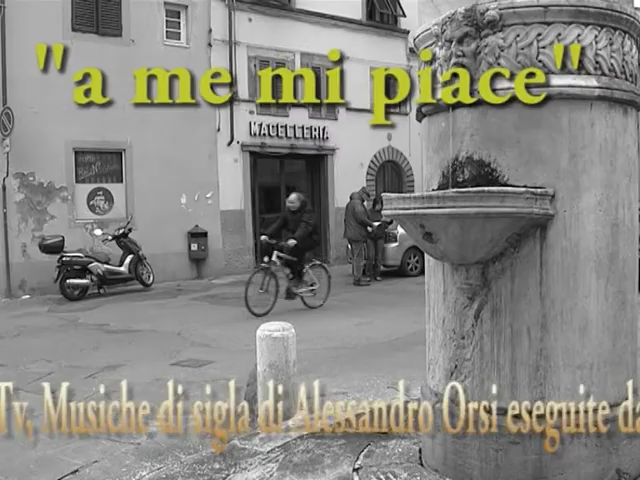 "a me mi piace"
MACELLERIA
Tv, Musiche di sigla di Alessandro Orsi eseguite da